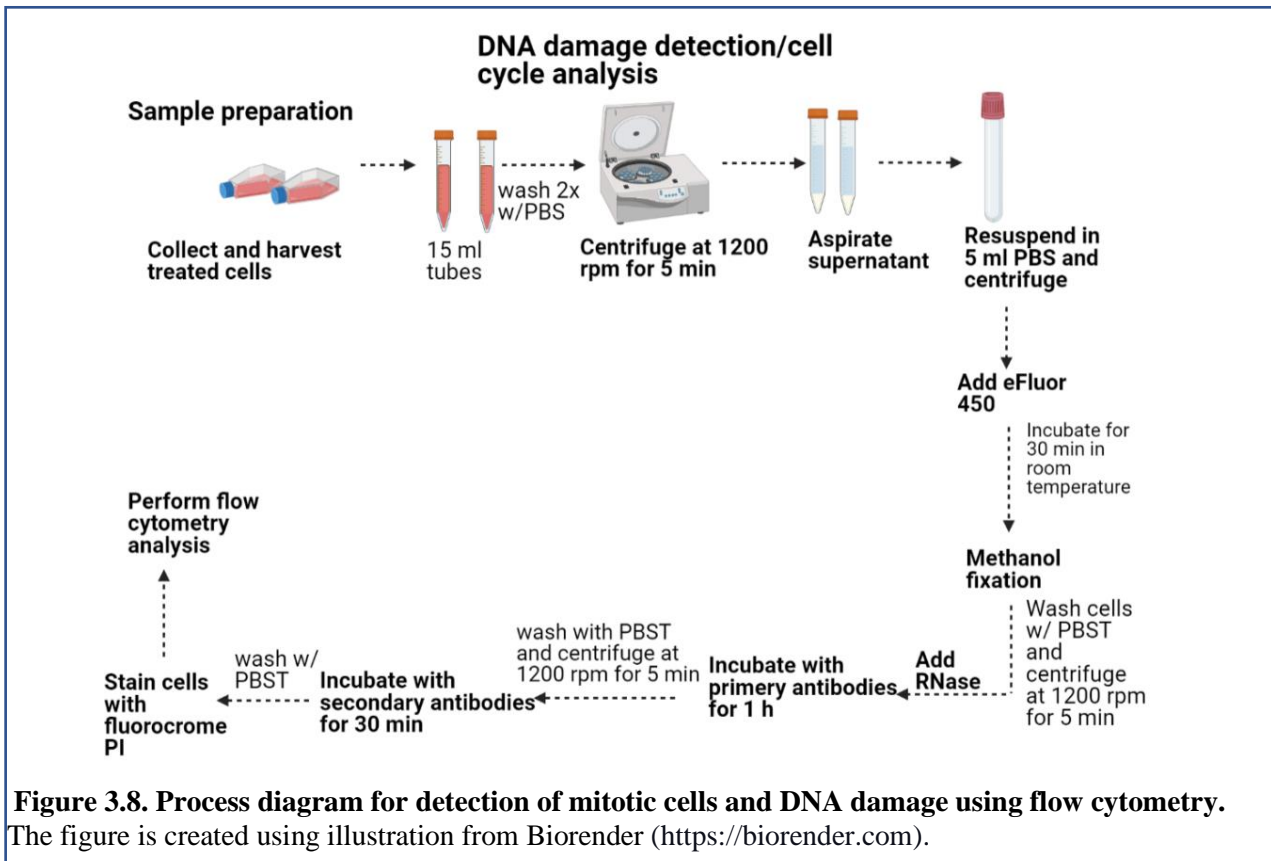 DNA damage detection/cell
cycle analysis
Sample preparation
Collect and harvest
treated cells
15 ml
tubes
wash 2x
w/PBS
Centrifuge at 1200
rpm for 5 min
Aspirate
supernatant
Resuspend in
5 ml PBS and
centrifuge
Add eFluor
450
Incubate for
30 min in
room
temperature
Methanol
fixation
Wash cells
w/ PBST
and
centrifuge
at 1200 rpm
for 5 min
Add
RNase
Incubate with
primery antibodies
for 1 h
wash with PBST
and centrifuge at
1200 rpm for 5 min
Incubate with
secondary antibodies
for 30 min
wash w/
PBST
Stain cells
with
fluorocrome
PI
Perform flow
cytometry
analysis
Figure 3.8. Process diagram for detection of mitotic cells and DNA damage using flow cytometry.
The figure is created using illustration from Biorender (https://biorender.com).